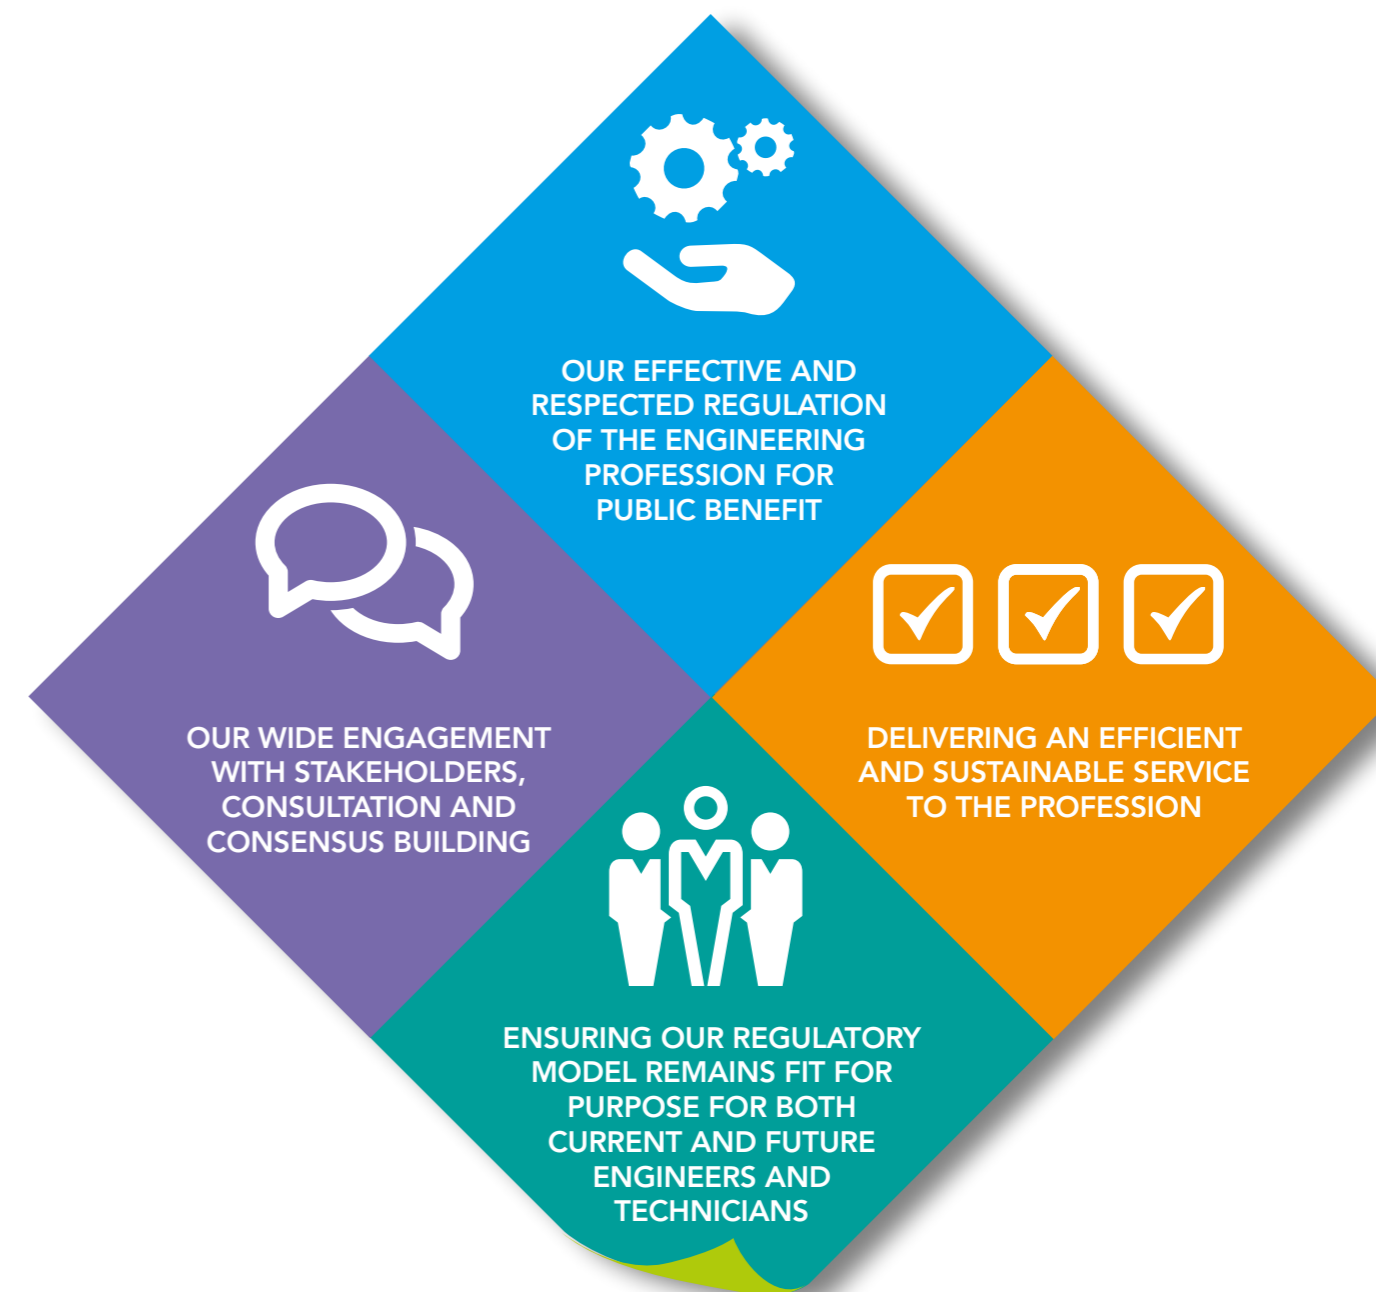 OUR EFFECTIVE AND
RESPECTED REGULATION
OF THE ENGINEERING
PROFESSION FOR
PUBLIC BENEFIT
OUR WIDE ENGAGEMENT
WITH STAKEHOLDERS,
CONSULTATION AND
CONSENSUS BUILDING
DELIVERING AN EFFICIENT
AND SUSTAINABLE SERVICE
TO THE PROFESSION
ENSURING OUR REGULATORY
MODEL REMAINS FIT FOR
PURPOSE FOR BOTH
CURRENT AND FUTURE
ENGINEERS AND
TECHNICIANS